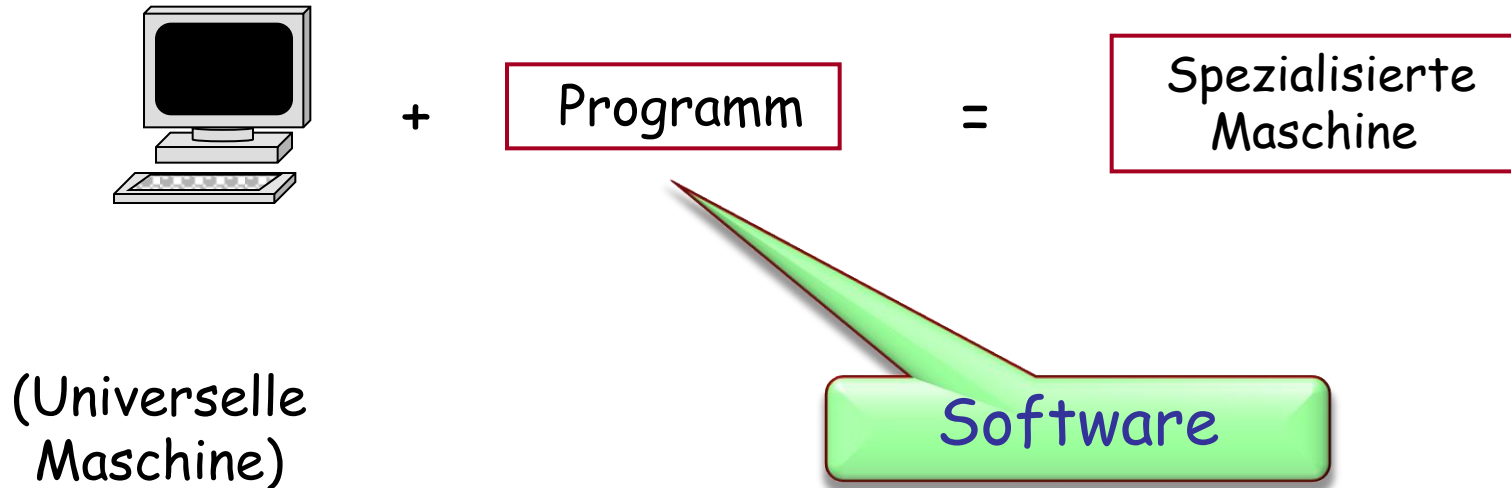 + Programm = Spezialisierte
Maschine
(Universelle
Maschine)
Software